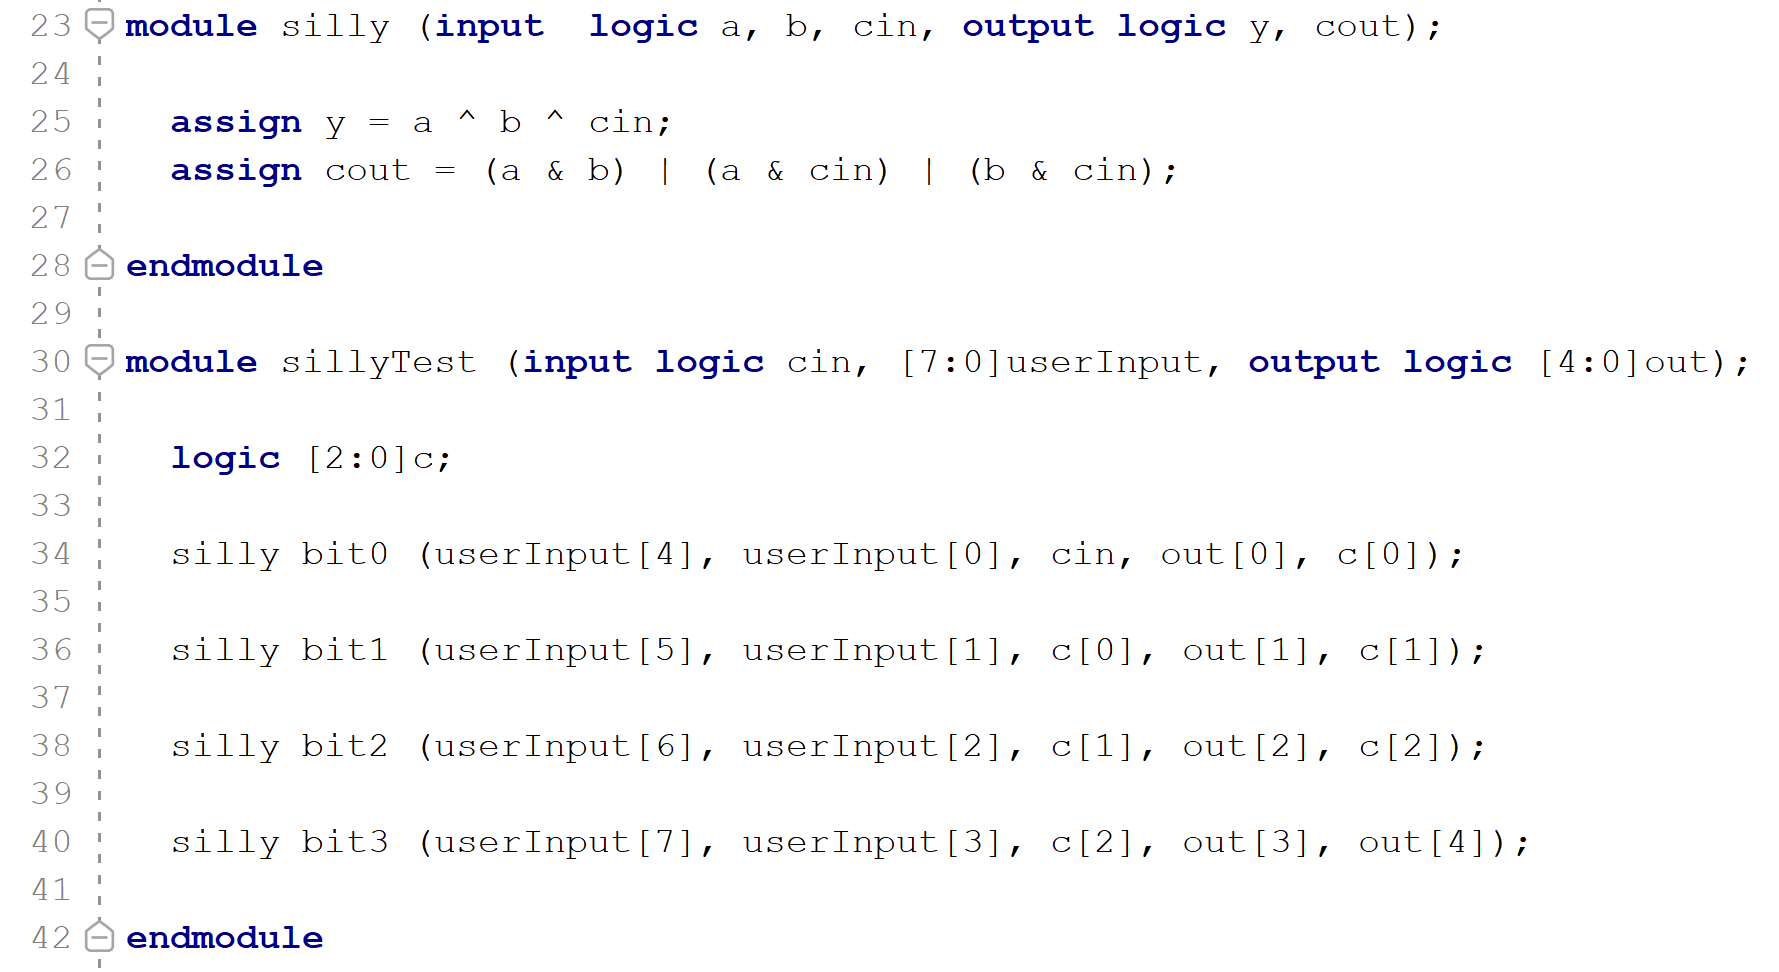 23 module silly (input  logic a, b, cin, output logic y, cout);
24
25   assign y = a ^ b ^ cin;
26   assign cout = (a & b) | (a & cin) | (b & cin);
27
28 endmodule
29
30 module sillyTest (input logic cin, [7:0]userInput, output logic [4:0]out);
31
32   logic [2:0]c;
33
34   silly bit0 (userInput[4], userInput[0], cin, out[0], c[0]);
35
36   silly bit1 (userInput[5], userInput[1], c[0], out[1], c[1]);
37
38   silly bit2 (userInput[6], userInput[2], c[1], out[2], c[2]);
39
40   silly bit3 (userInput[7], userInput[3], c[2], out[3], out[4]);
41
42 endmodule